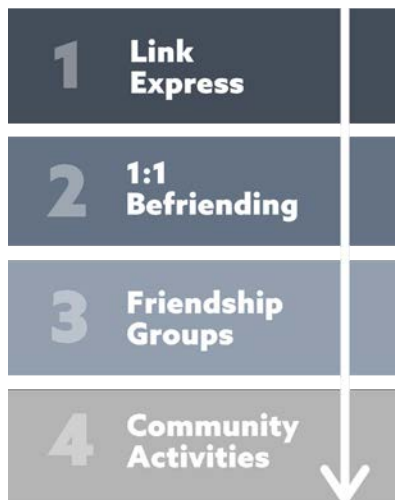 1
Link
Express
2
1:1
Befriending
3
Friendship
Groups
4
Community
Activities